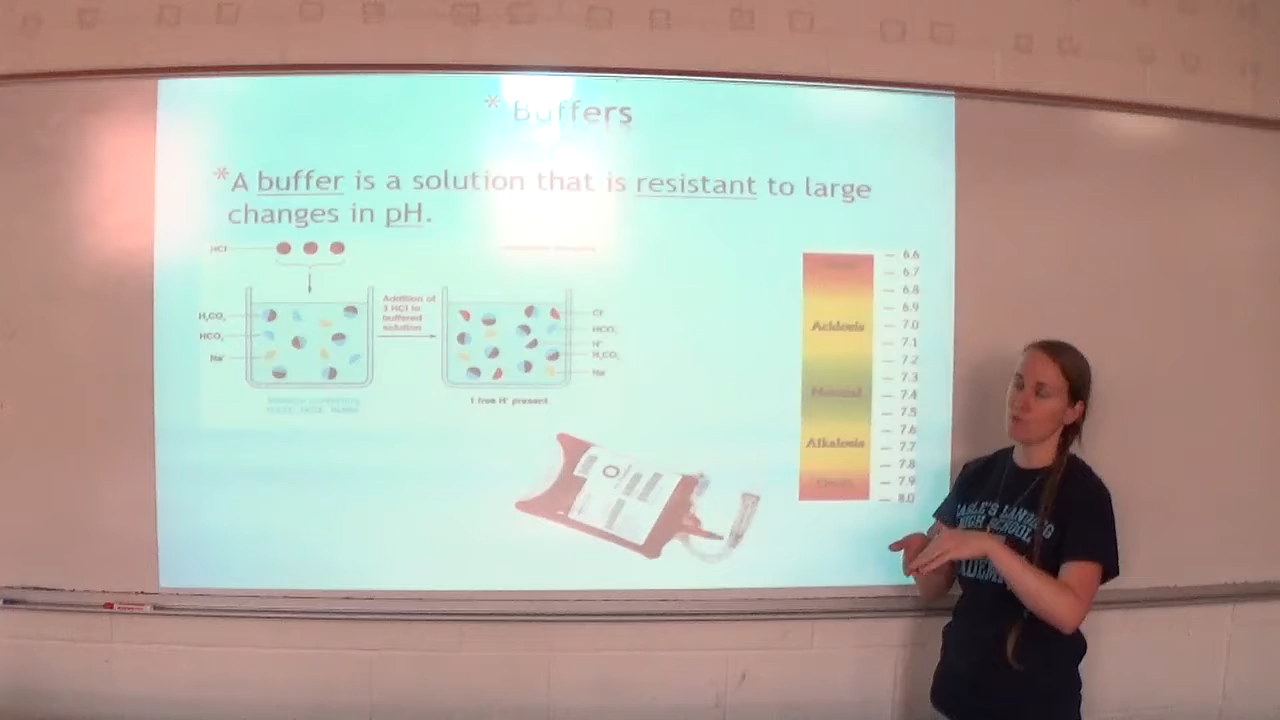 * Buffers
*A buffer is a solution that is resistant to large
changes in pH.
HCl
H₂CO₃
HCO₃
Na⁺
Addition of
3 HCl to
buffered
solution
Cl
HCO₃
H⁺
H₂CO₃
Na
1 free H⁺ present
6.6
6.7
6.8
6.9
Acidosis
7.0
7.1
7.2
7.3
Normal
7.4
7.5
7.6
Alkalosis
7.7
7.8
Death
7.9
8.0
O
EAGLE'S LANDING
HIGH SCHOOL